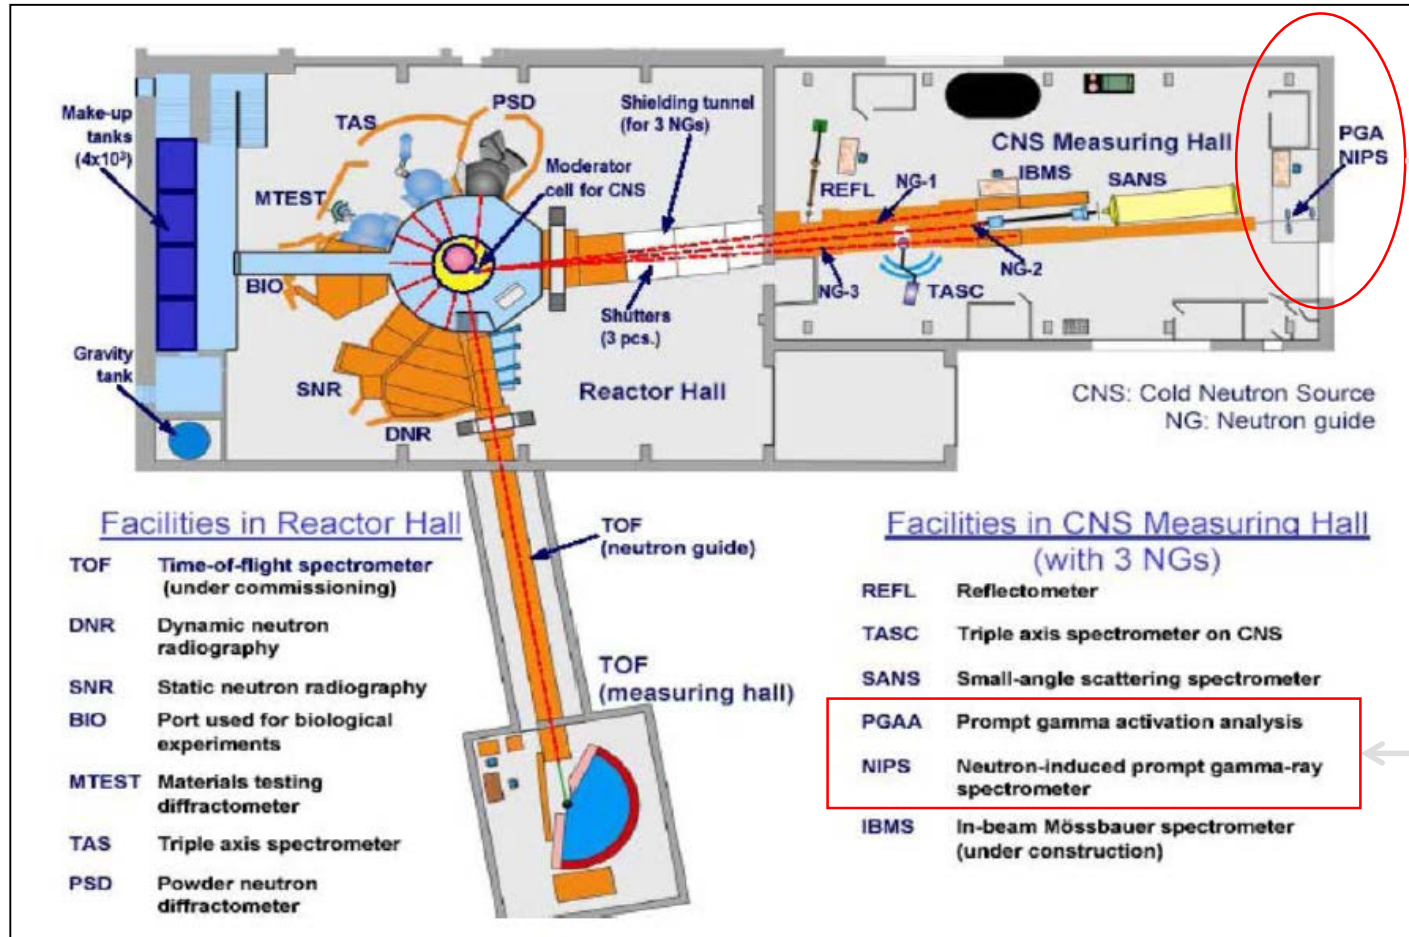 Make-up
tanks
(4x10³)
TAS
PSD
Shielding tunnel
(for 3 NGs)
Moderator
cell for CNS
MTEST
BIO
CNS Measuring Hall
PGA
NIPS
REFL
NG-1
IBMS
SANS
NG-2
NG-3
TASC
Shutters
(3 pcs.)
Gravity
tank
SNR
Reactor Hall
DNR
CNS: Cold Neutron Source
NG: Neutron guide
TOF
(neutron guide)
TOF
(measuring hall)
Facilities in Reactor Hall
TOF Time-of-flight spectrometer
(under commissioning)
DNR Dynamic neutron
radiography
SNR Static neutron radiography
BIO Port used for biological
experiments
MTEST Materials testing
diffractometer
TAS Triple axis spectrometer
PSD Powder neutron
diffractometer
Facilities in CNS Measuring Hall
(with 3 NGs)
REFL Reflectometer
TASC Triple axis spectrometer on CNS
SANS Small-angle scattering spectrometer
PGAA Prompt gamma activation analysis
NIPS Neutron-induced prompt gamma-ray
spectrometer
IBMS In-beam Mössbauer spectrometer
(under construction)